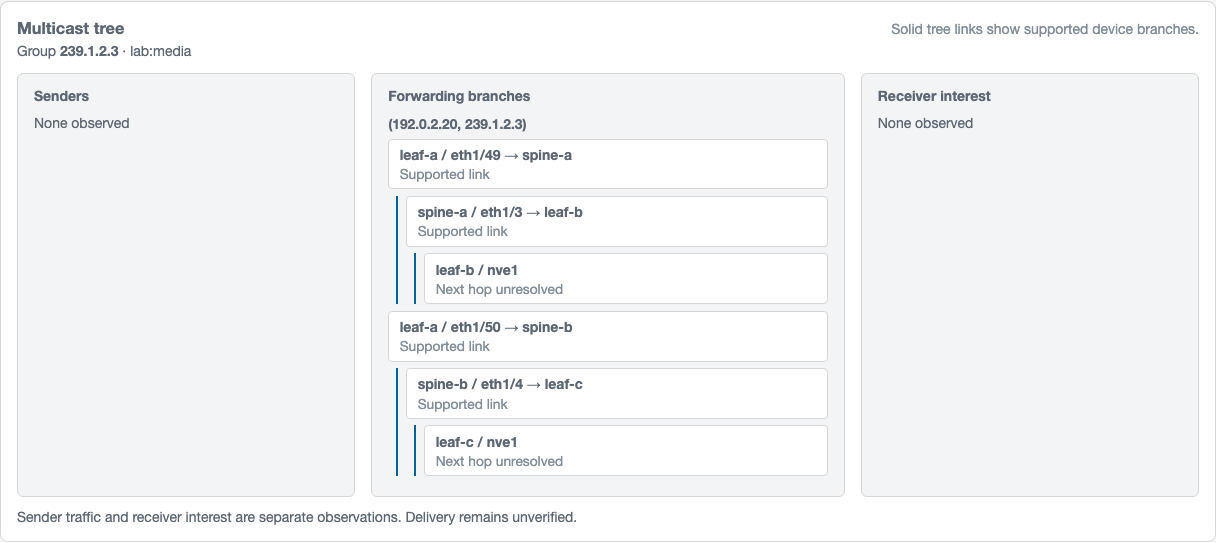 Multicast tree
Solid tree links show supported device branches.
Group 239.1.2.3 · lab:media
Senders
None observed
Forwarding branches
(192.0.2.20, 239.1.2.3)
leaf-a / eth1/49 → spine-a
Supported link
spine-a / eth1/3 → leaf-b
Supported link
leaf-b / nve1
Next hop unresolved
leaf-a / eth1/50 → spine-b
Supported link
spine-b / eth1/4 → leaf-c
Supported link
leaf-c / nve1
Next hop unresolved
Receiver interest
None observed
Sender traffic and receiver interest are separate observations. Delivery remains unverified.